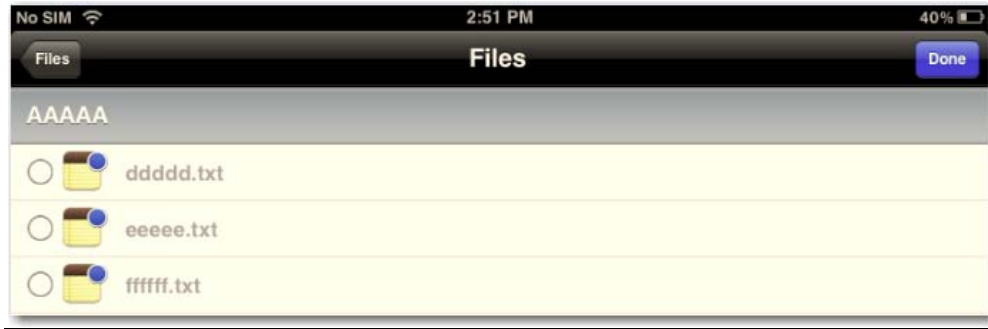 No SIM 2:51 PM 40%
Files Files Done
AAAAA
ddddd.txt
eeeee.txt
ffffff.txt